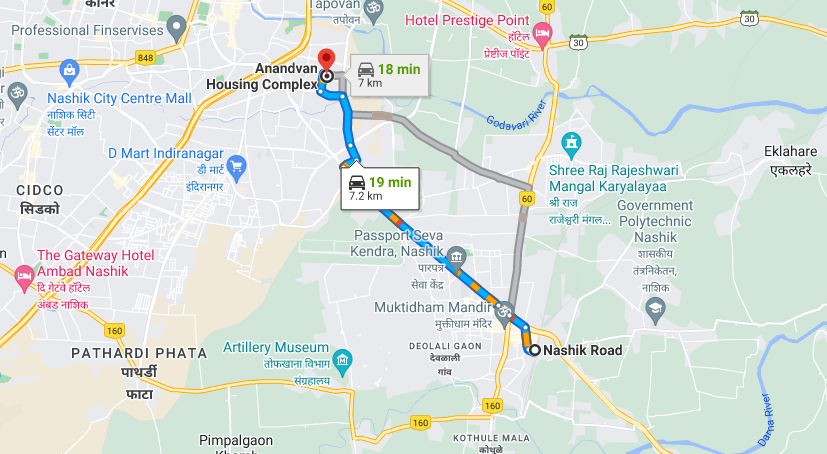 Tapovan
तपोवन
कानेरे
Professional Finservises
848
Hotel Prestige Point
हॉटेल
प्रेस्टीज पॉइंट
60
30
30
Anandvan
Housing Complex
18 min
7 km
Nashik City Centre Mall
नाशिक सिटी
सेंटर मॉल
Godavari River
D Mart Indiranagar
डी मार्ट
इंदिरानगर
CIDCO
सिडको
19 min
7.2 km
Shree Raj Rajeshwari
Mangal Karyalayaa
श्री राज
राजेश्वरी मंगल...
Eklahare
एकलहरे
60
Government
Polytechnic
Nashik
शासकीय
तंत्रनिकेतन,
नाशिक
Passport Seva
Kendra, Nashik
पारपत्र
सेवा केंद्र
The Gateway Hotel
Ambad Nashik
दि गेटवे हॉटेल
अंबड नाशिक
Muktidham Mandir
मुक्तीधाम मंदिर
160
DEOLALI GAON
देवळाली
गांव
Nashik Road
PATHARDI PHATA
पाथर्डी
फाटा
Artillery Museum
तोफखाना विभाग
संग्रहालय
160
160
Darna River
Pimpalgaon
KOTHULE MALA
कोथुळे